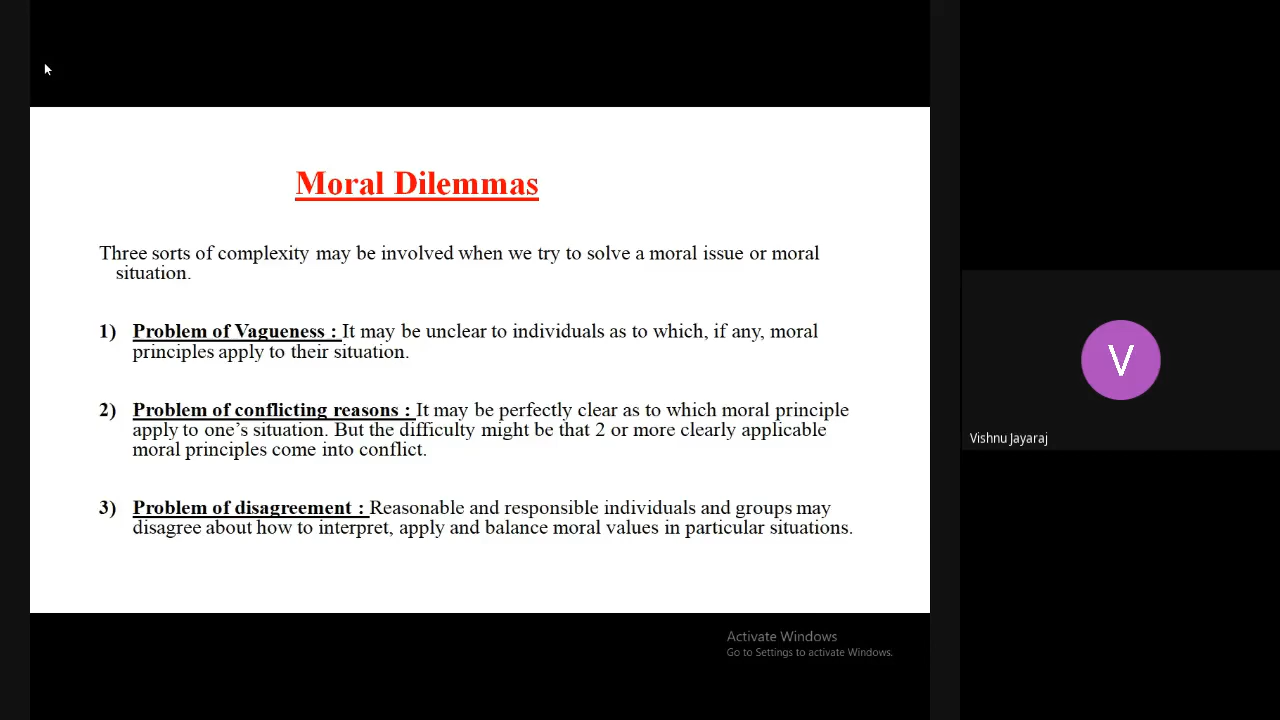 Moral Dilemmas
Three sorts of complexity may be involved when we try to solve a moral issue or moral
situation.
1) Problem of Vagueness : It may be unclear to individuals as to which, if any, moral
principles apply to their situation.
2) Problem of conflicting reasons : It may be perfectly clear as to which moral principle
apply to one’s situation. But the difficulty might be that 2 or more clearly applicable
moral principles come into conflict.
3) Problem of disagreement : Reasonable and responsible individuals and groups may
disagree about how to interpret, apply and balance moral values in particular situations.
V
Vishnu Jayaraj
Activate Windows
Go to Settings to activate Windows.